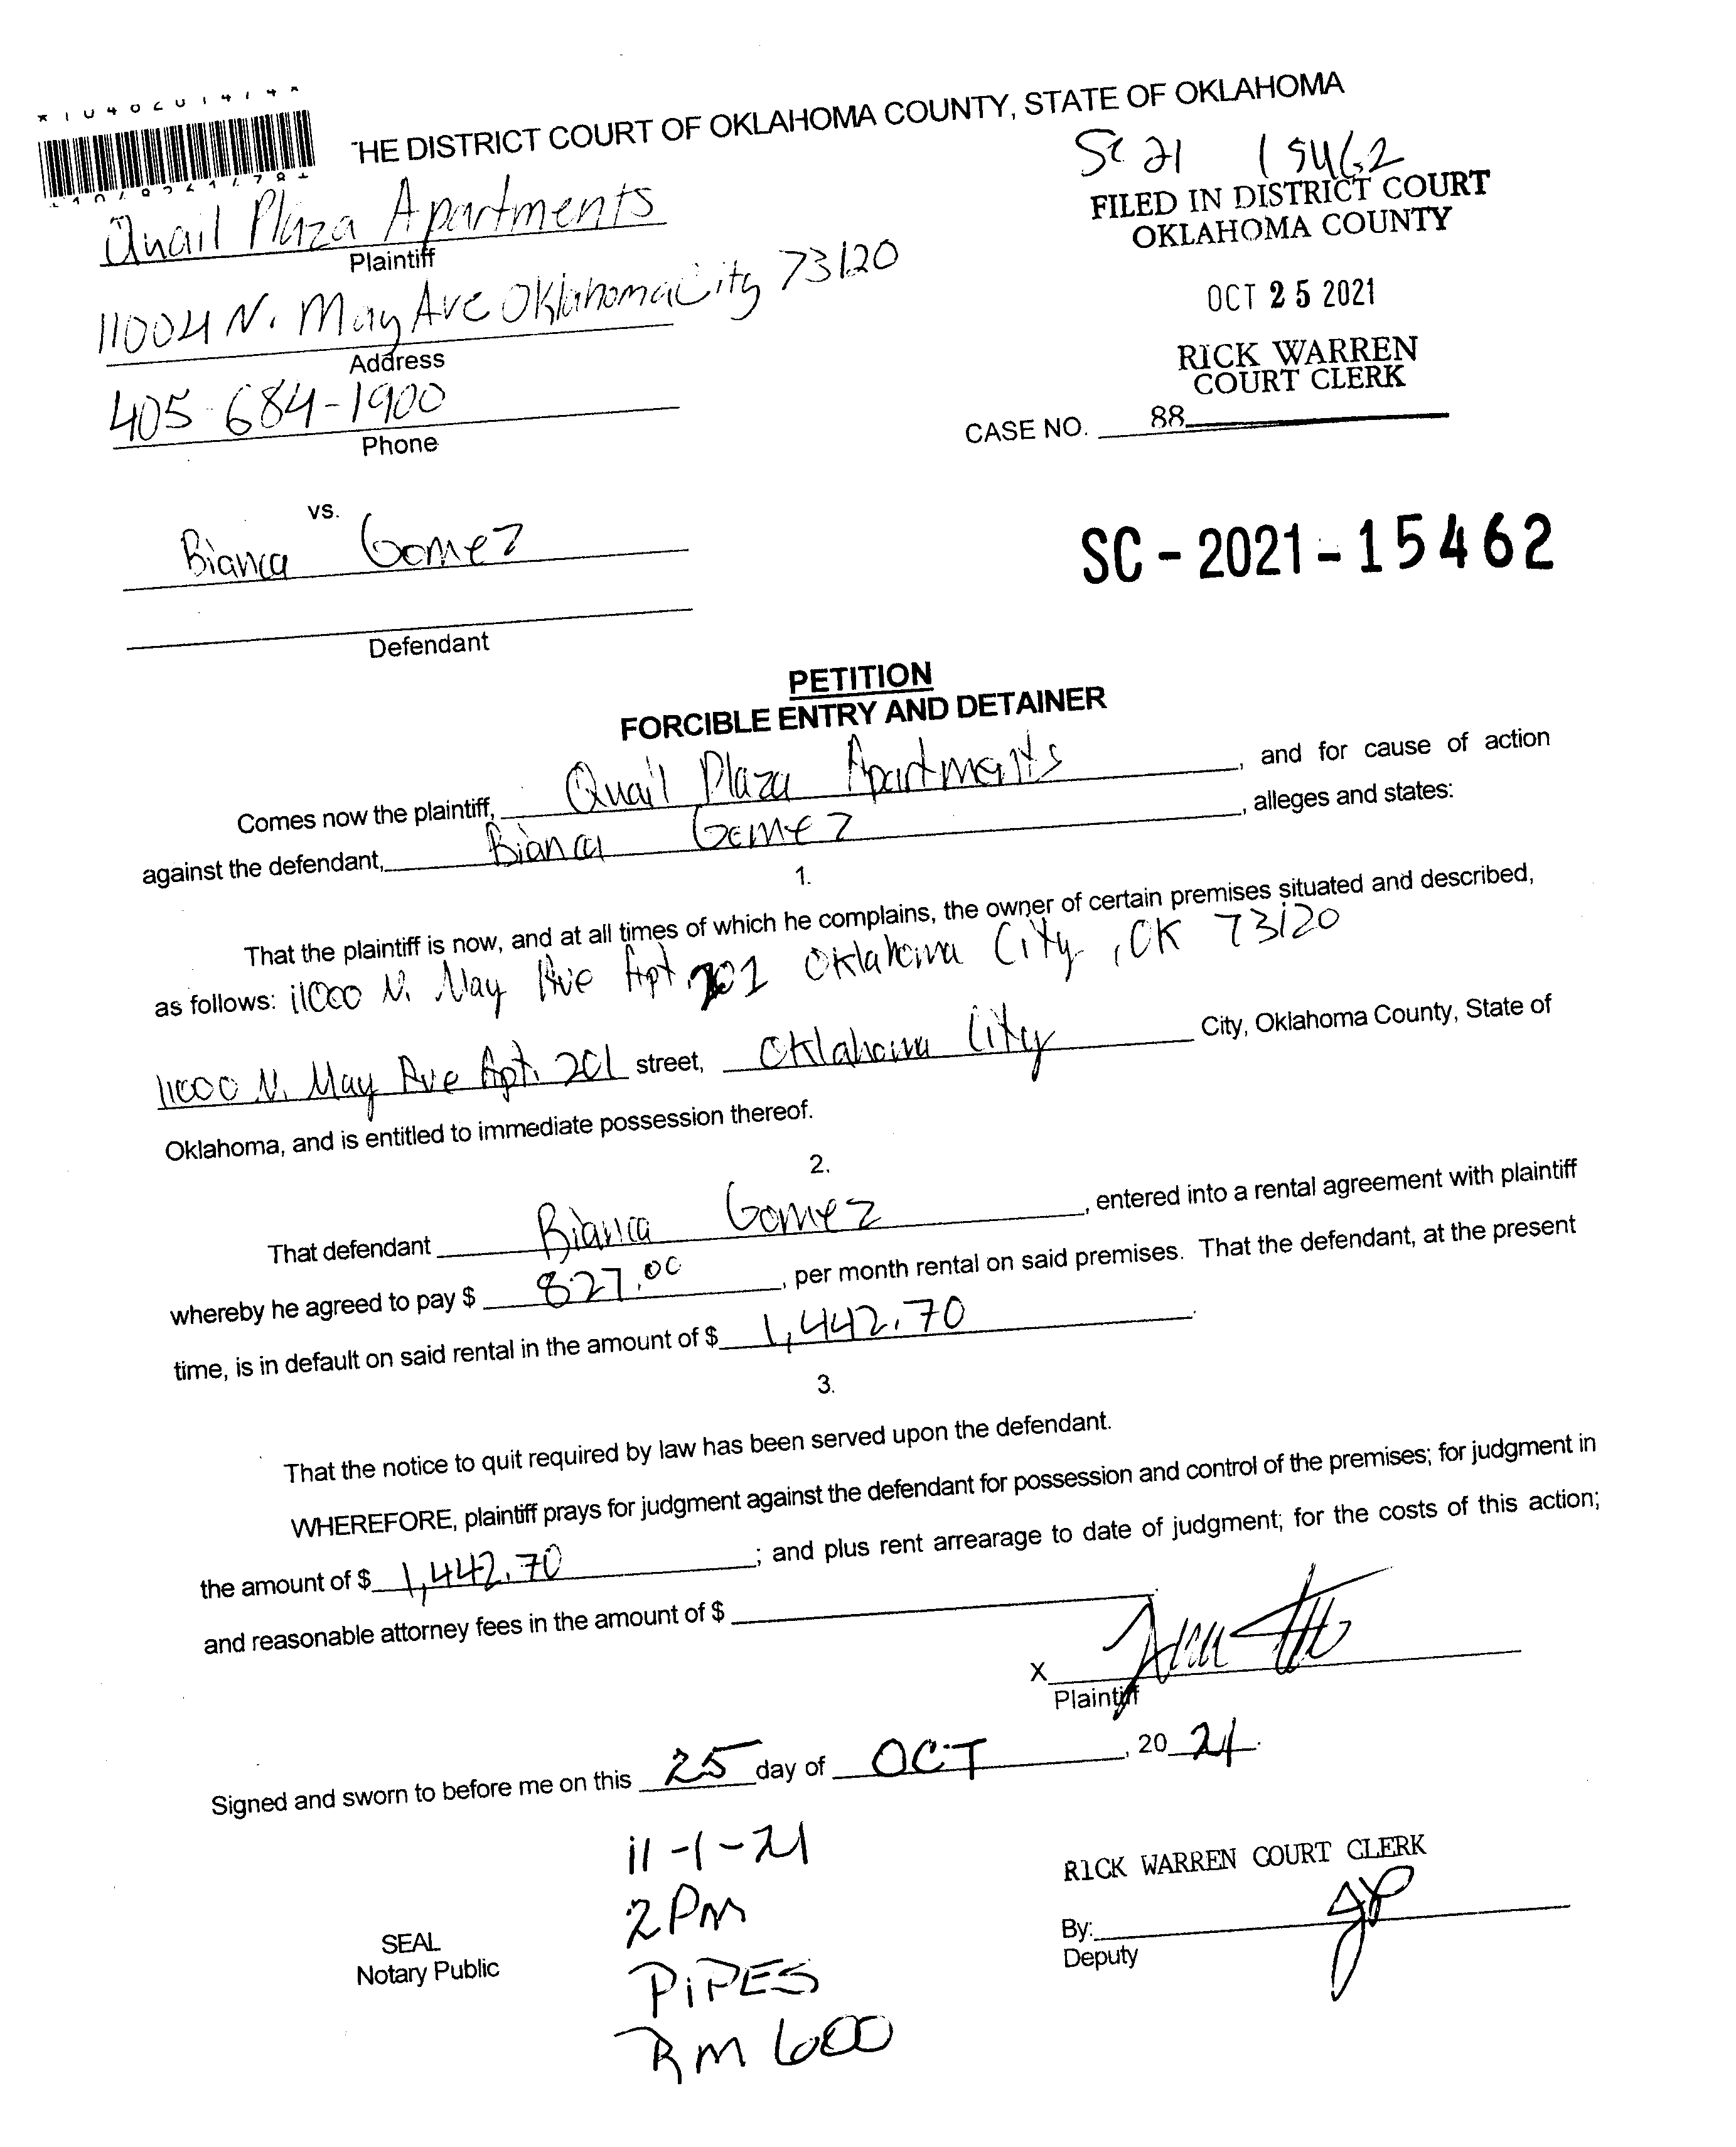 THE DISTRICT COURT OF OKLAHOMA COUNTY, STATE OF OKLAHOMA
SC 21 15462
Quail Plaza Apartments
Plaintiff
FILED IN DISTRICT COURT
OKLAHOMA COUNTY
11004 N. May Ave Oklahoma City 73120
Address
OCT 25 2021
RICK WARREN
COURT CLERK
405-684-1900
Phone
CASE NO. 88
vs.
Bianca Gomez
SC-2021-15462
Defendant
PETITION
FORCIBLE ENTRY AND DETAINER
Comes now the plaintiff, Quail Plaza Apartments, and for cause of action
against the defendant, Bianca Gomez, alleges and states:
1.
That the plaintiff is now, and at all times of which he complains, the owner of certain premises situated and described,
as follows: 11000 N. May Ave Apt. 201 Oklahoma City, OK 73120
11000 N. May Ave Apt. 201 street, Oklahoma City City, Oklahoma County, State of
Oklahoma, and is entitled to immediate possession thereof.
2.
That defendant Bianca Gomez, entered into a rental agreement with plaintiff
whereby he agreed to pay $ 827.00, per month rental on said premises. That the defendant, at the present
time, is in default on said rental in the amount of $ 1,442.70.
3.
That the notice to quit required by law has been served upon the defendant.
WHEREFORE, plaintiff prays for judgment against the defendant for possession and control of the premises; for judgment in
the amount of $ 1,442.70; and plus rent arrearage to date of judgment; for the costs of this action;
and reasonable attorney fees in the amount of $
X
Plaintiff
Signed and sworn to before me on this 25 day of OCT, 20 21.
11-1-21
2PM
PIPES
RM 600
SEAL
Notary Public
RICK WARREN COURT CLERK
By:
Deputy